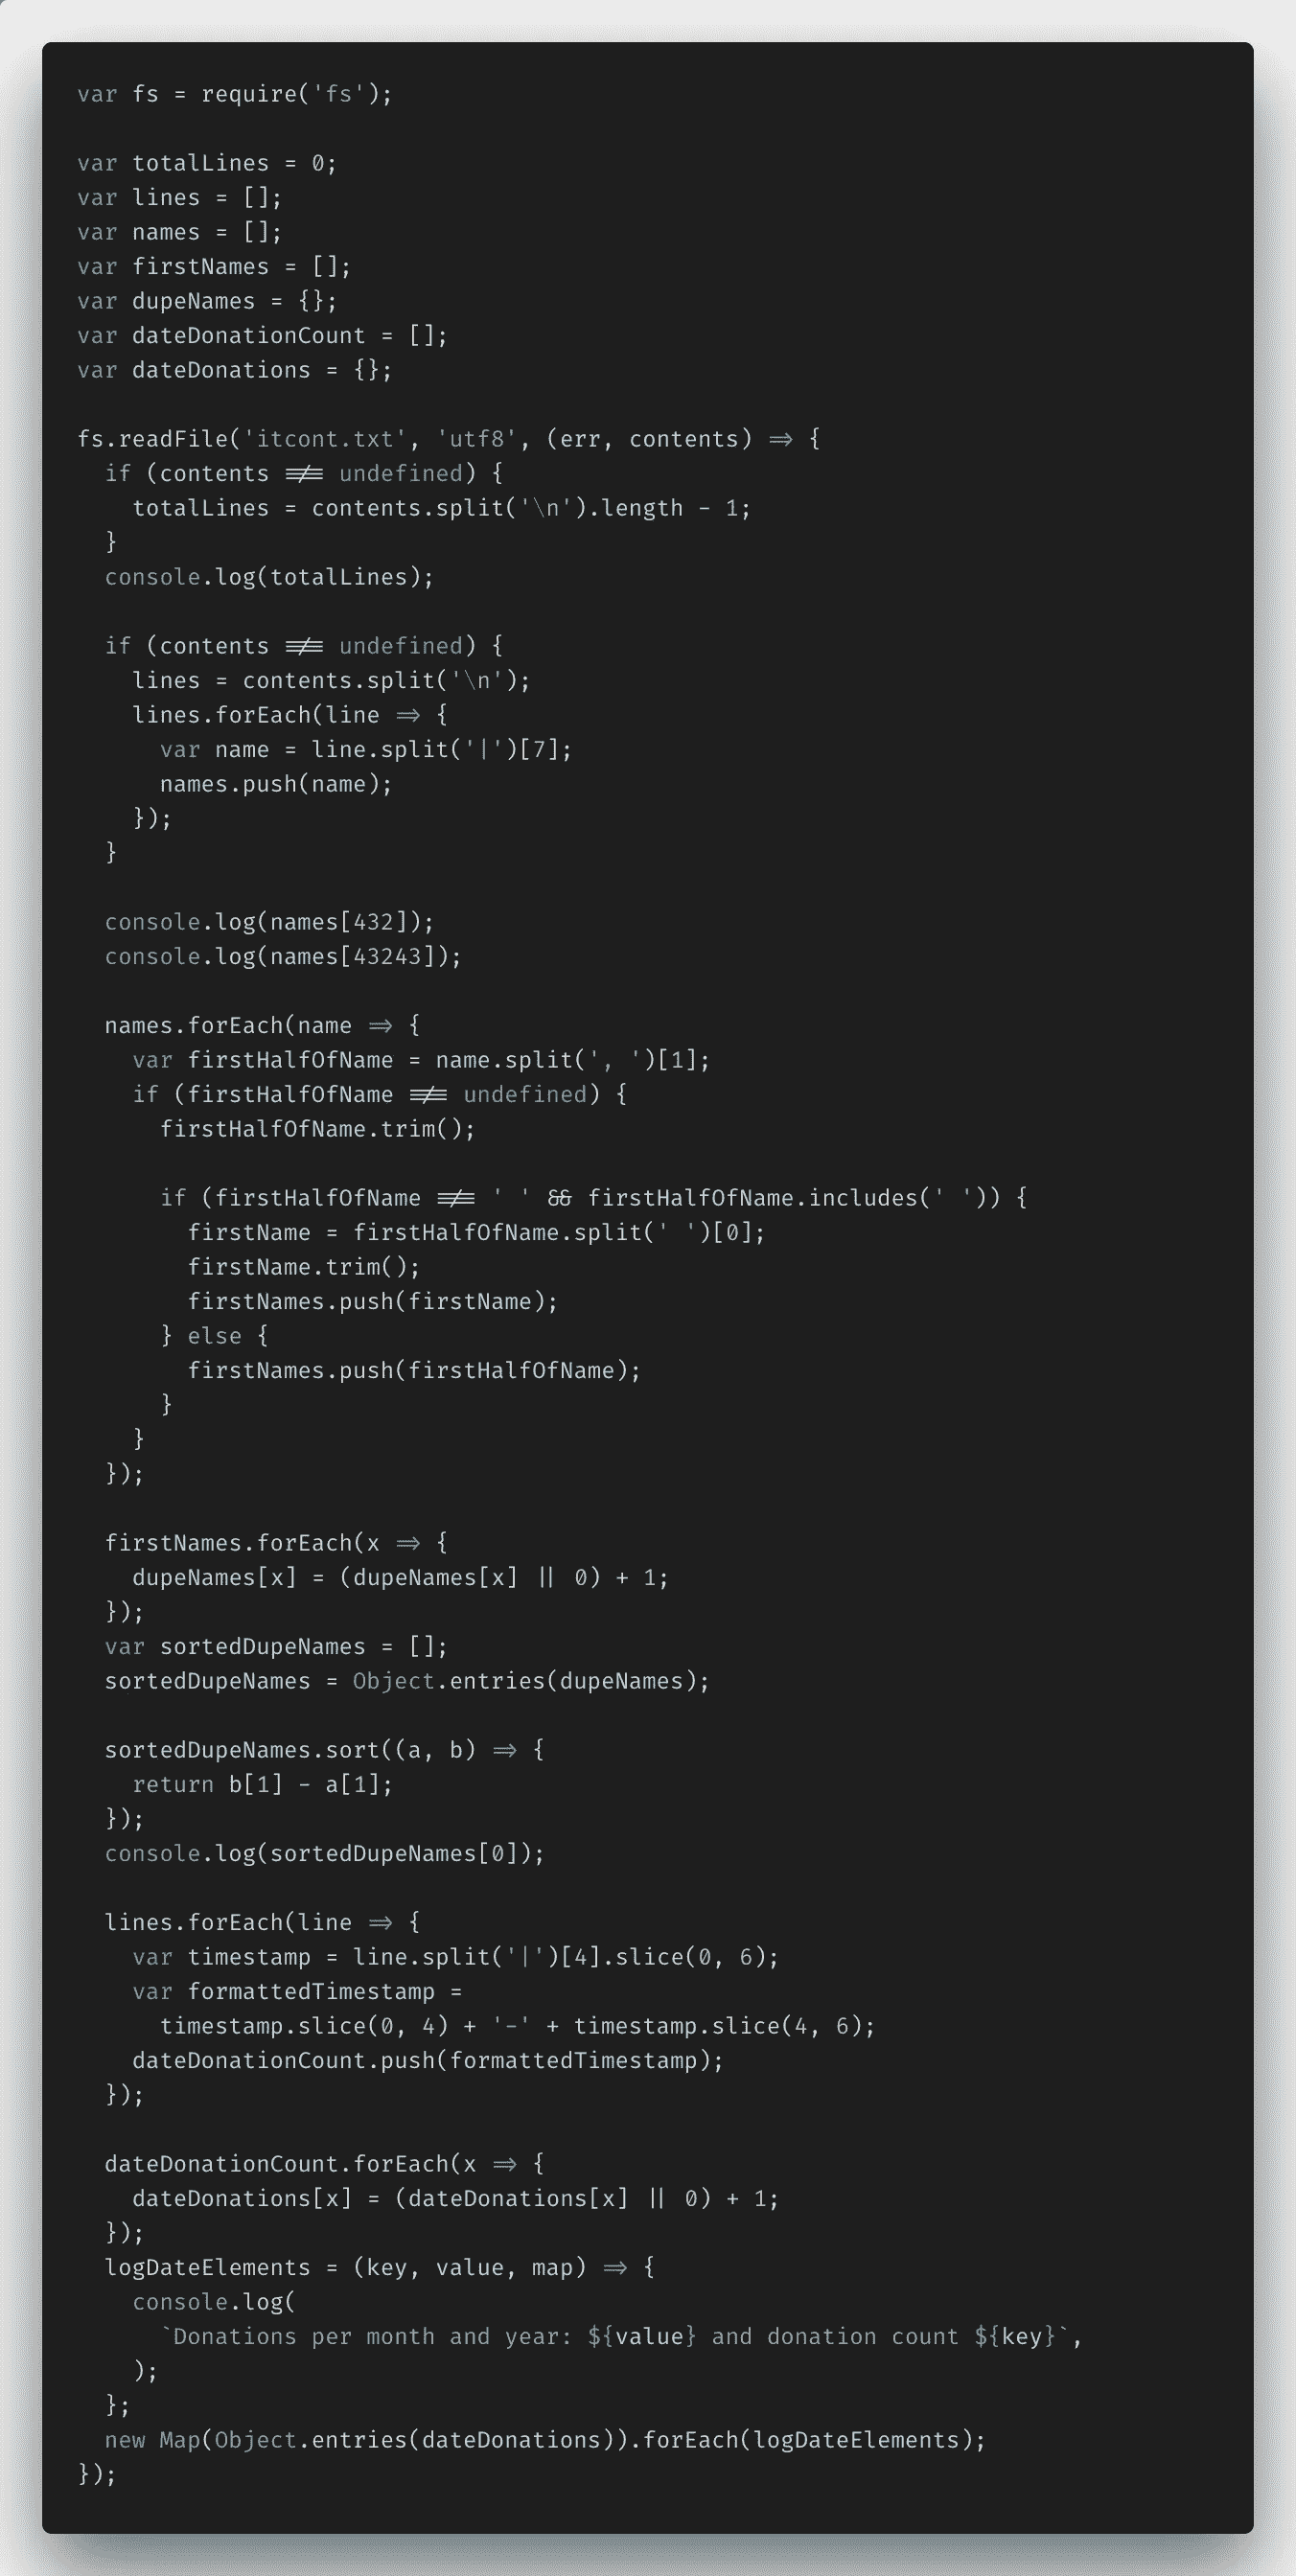 var fs = require('fs');

var totalLines = 0;
var lines = [];
var names = [];
var firstNames = [];
var dupeNames = {};
var dateDonationCount = [];
var dateDonations = {};

fs.readFile('itcont.txt', 'utf8', (err, contents) => {
  if (contents !== undefined) {
    totalLines = contents.split('\n').length - 1;
  }
  console.log(totalLines);

  if (contents !== undefined) {
    lines = contents.split('\n');
    lines.forEach(line => {
      var name = line.split('|')[7];
      names.push(name);
    });
  }

  console.log(names[432]);
  console.log(names[43243]);

  names.forEach(name => {
    var firstHalfOfName = name.split(', ')[1];
    if (firstHalfOfName !== undefined) {
      firstHalfOfName.trim();

      if (firstHalfOfName !== ' ' && firstHalfOfName.includes(' ')) {
        firstName = firstHalfOfName.split(' ')[0];
        firstName.trim();
        firstNames.push(firstName);
      } else {
        firstNames.push(firstHalfOfName);
      }
    }
  });

  firstNames.forEach(x => {
    dupeNames[x] = (dupeNames[x] || 0) + 1;
  });
  var sortedDupeNames = [];
  sortedDupeNames = Object.entries(dupeNames);

  sortedDupeNames.sort((a, b) => {
    return b[1] - a[1];
  });
  console.log(sortedDupeNames[0]);

  lines.forEach(line => {
    var timestamp = line.split('|')[4].slice(0, 6);
    var formattedTimestamp =
      timestamp.slice(0, 4) + '-' + timestamp.slice(4, 6);
    dateDonationCount.push(formattedTimestamp);
  });

  dateDonationCount.forEach(x => {
    dateDonations[x] = (dateDonations[x] || 0) + 1;
  });
  logDateElements = (key, value, map) => {
    console.log(
      `Donations per month and year: ${value} and donation count ${key}`,
    );
  };
  new Map(Object.entries(dateDonations)).forEach(logDateElements);
});